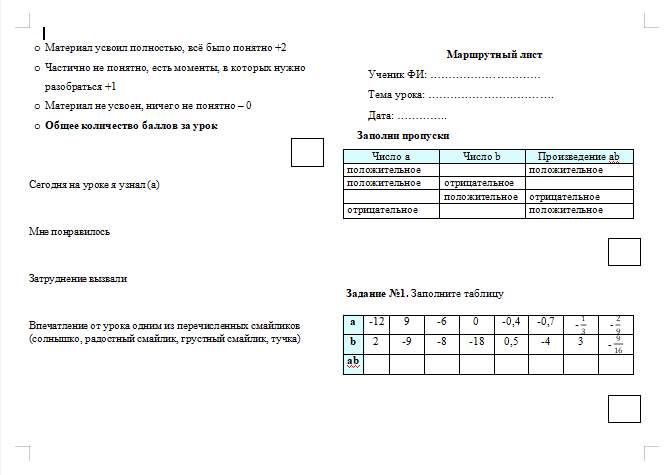 o Материал усвоил полностью, всё было понятно +2
o Частично не понятно, есть моменты, в которых нужно
разобраться +1
o Материал не усвоен, ничего не понятно – 0
o Общее количество баллов за урок
Сегодня на уроке я узнал (а)
Мне понравилось
Затруднение вызвали
Впечатление от урока одним из перечисленных смайликов
(солнышко, радостный смайлик, грустный смайлик, тучка)
Маршрутный лист
Ученик ФИ: …………………………
Тема урока: …………………………….
Дата: …………..
Заполни пропуски
Число a Число b Произведение ab
положительное положительное
положительное отрицательное
положительное отрицательное
отрицательное положительное
Задание №1. Заполните таблицу
a -12 9 -6 0 -0,4 -0,7 -1/3 -2/9
b 2 -9 -8 -18 0,5 -4 3 -9/16
ab